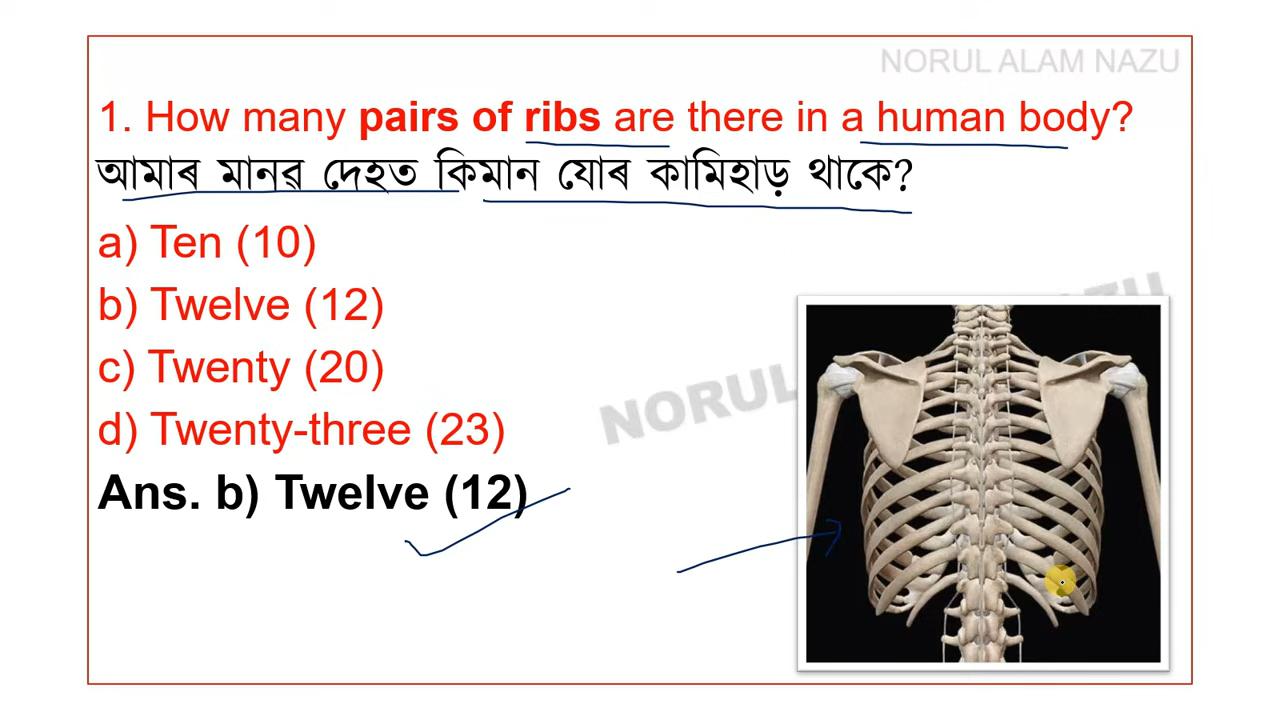 NORUL ALAM NAZU
1. How many pairs of ribs are there in a human body?
আমাৰ মানৱ দেহত কিমান যোৰ কামিহাড় থাকে?
a) Ten (10)
b) Twelve (12)
c) Twenty (20)
d) Twenty-three (23)
Ans. b) Twelve (12)
NORUL